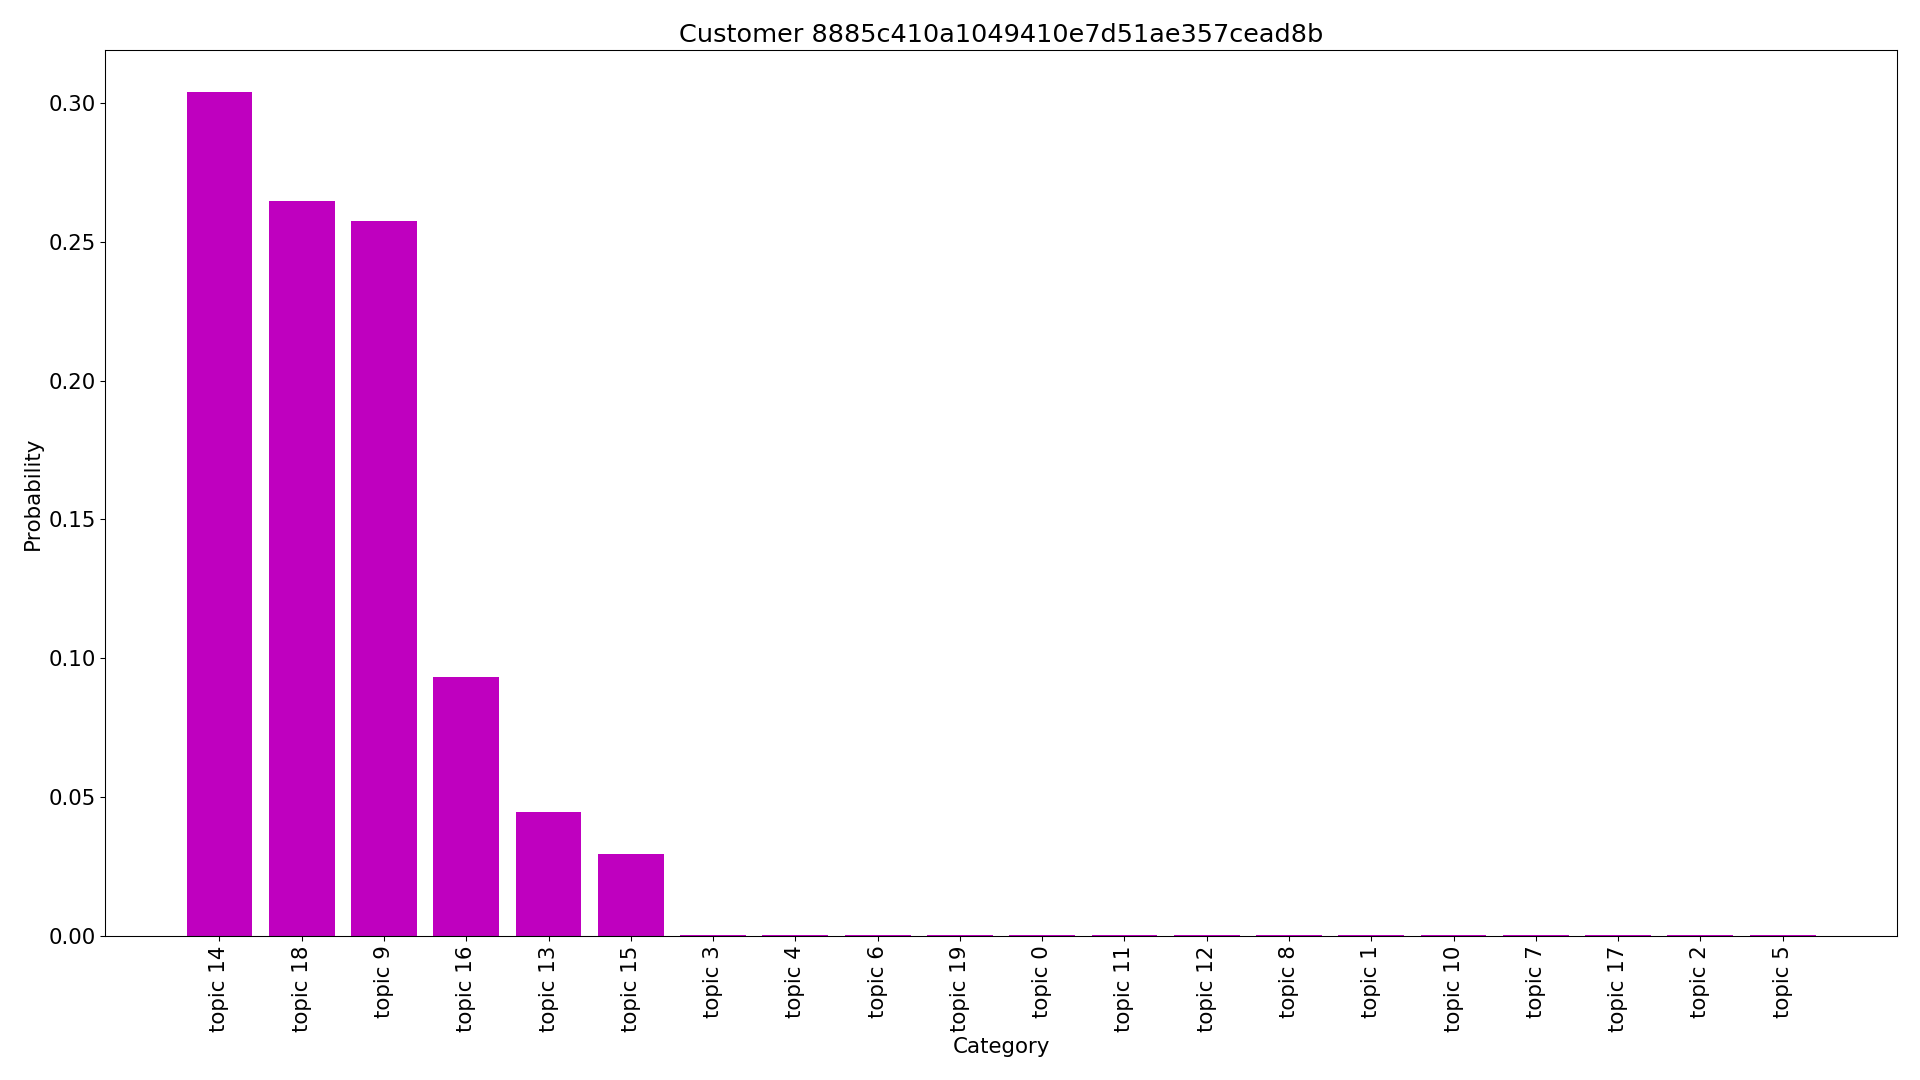 Customer 8885c410a1049410e7d51ae357cead8b
Probability
0.30
0.25
0.20
0.15
0.10
0.05
0.00
topic 14
topic 18
topic 9
topic 16
topic 13
topic 15
topic 3
topic 4
topic 6
topic 19
topic 0
topic 11
topic 12
topic 8
topic 1
topic 10
topic 7
topic 17
topic 2
topic 5
Category